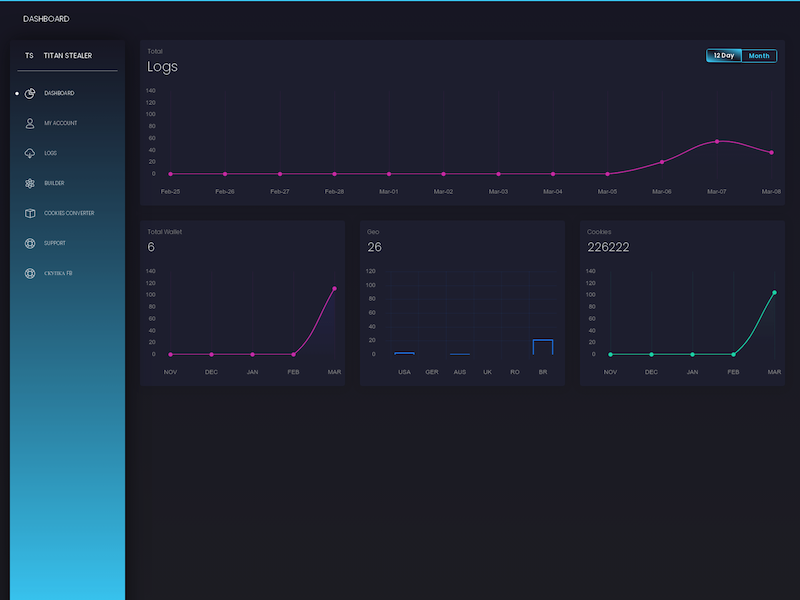 DASHBOARD
TS TITAN STEALER
DASHBOARD
MY ACCOUNT
LOGS
BUILDER
COOKIES CONVERTER
SUPPORT
СКУПКА FB
Total
Logs
12 Day Month
140
120
100
80
60
40
20
0
Feb-25 Feb-26 Feb-27 Feb-28 Mar-01 Mar-02 Mar-03 Mar-04 Mar-05 Mar-06 Mar-07 Mar-08
Total Wallet
6
140
120
100
80
60
40
20
0
NOV DEC JAN FEB MAR
Geo
26
120
100
80
60
40
20
0
USA GER AUS UK RO BR
Cookies
226222
140
120
100
80
60
40
20
0
NOV DEC JAN FEB MAR